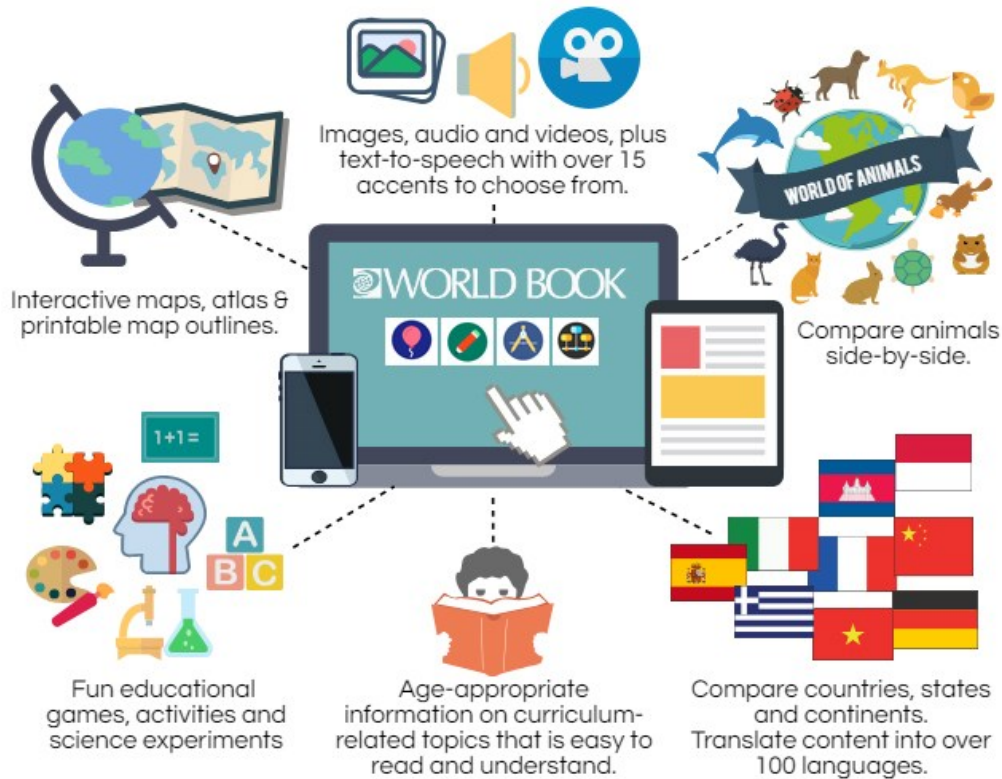 Images, audio and videos, plus
text-to-speech with over 15
accents to choose from.
WORLD OF ANIMALS
WORLD BOOK
Interactive maps, atlas &
printable map outlines.
Compare animals
side-by-side.
1+1=
A
B C
Fun educational
games, activities and
science experiments
Age-appropriate
information on curriculum-
related topics that is easy to
read and understand.
Compare countries, states
and continents.
Translate content into over
100 languages.